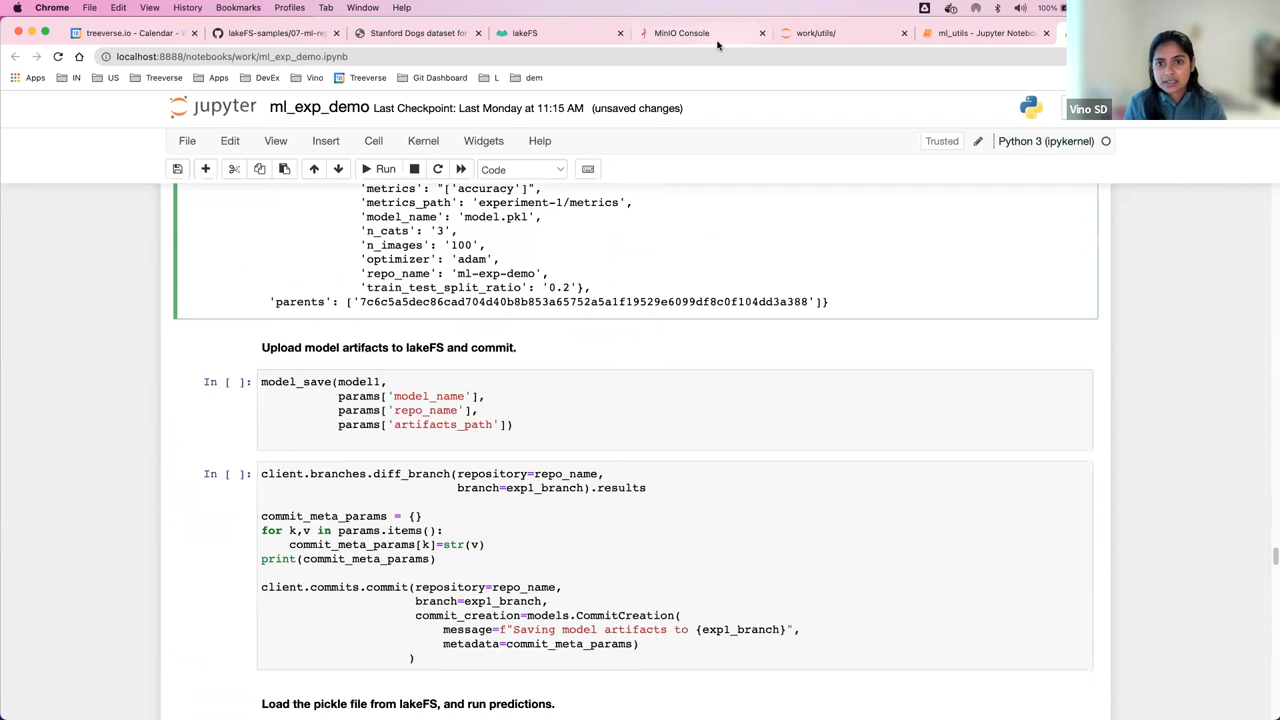 Chrome File Edit View History Bookmarks Profiles Tab Window Help 100%
treeverse.io - Calendar - W lakeFS-samples/07-ml-rep Stanford Dogs dataset for lakeFS MinIO Console work/utils/ ml_utils - Jupyter Notebook
localhost:8888/notebooks/work/ml_exp_demo.ipynb
Apps IN US Treeverse Apps DevEx Vino Treeverse Git Dashboard L dem
Vino SD
jupyter ml_exp_demo Last Checkpoint: Last Monday at 11:15 AM (unsaved changes)
File Edit View Insert Cell Kernel Widgets Help Trusted Python 3 (ipykernel)
Run Code
'metrics': "['accuracy']",
'metrics_path': 'experiment-1/metrics',
'model_name': 'model.pkl',
'n_cats': '3',
'n_images': '100',
'optimizer': 'adam',
'repo_name': 'ml-exp-demo',
'train_test_split_ratio': '0.2'},
'parents': ['7c6c5a5dec86cad704d40b8b853a65752a5a1f19529e6099df8c0f104dd3a388']}
Upload model artifacts to lakeFS and commit.
In [ ]: model_save(model1,
params['model_name'],
params['repo_name'],
params['artifacts_path'])
In [ ]: client.branches.diff_branch(repository=repo_name,
branch=exp1_branch).results
commit_meta_params = {}
for k,v in params.items():
commit_meta_params[k]=str(v)
print(commit_meta_params)
client.commits.commit(repository=repo_name,
branch=exp1_branch,
commit_creation=models.CommitCreation(
message=f"Saving model artifacts to {exp1_branch}",
metadata=commit_meta_params)
)
Load the pickle file from lakeFS, and run predictions.